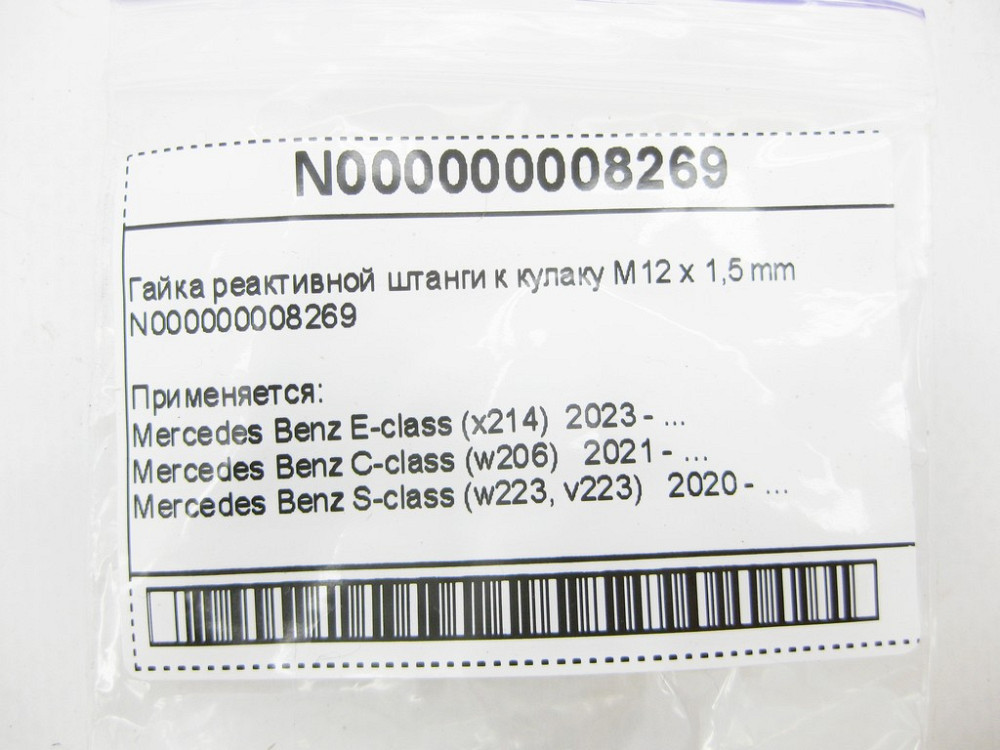 N000000008269
Гайка реактивной штанги к кулаку M12 x 1,5 mm
N000000008269
Применяется:
Mercedes Benz E-class (x214) 2023 - ...
Mercedes Benz C-class (w206) 2021 - ...
Mercedes Benz S-class (w223, v223) 2020 - ...